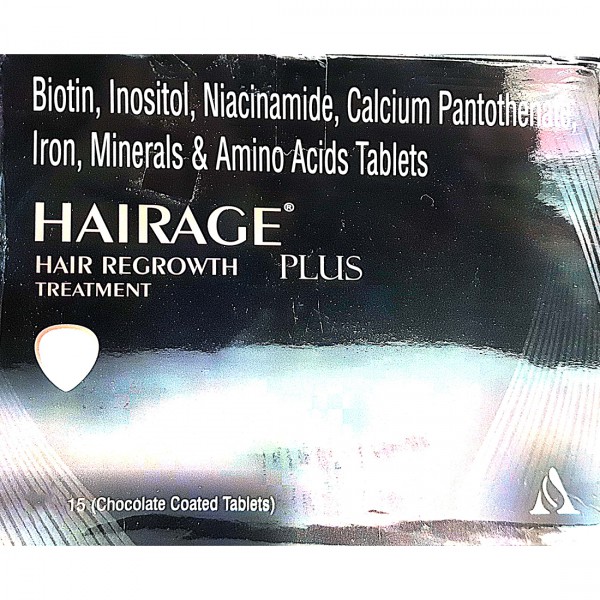 Biotin, Inositol, Niacinamide, Calcium Pantothenate,
Iron, Minerals & Amino Acids Tablets
HAIRAGE®
HAIR REGROWTH PLUS
TREATMENT
15 (Chocolate Coated Tablets)